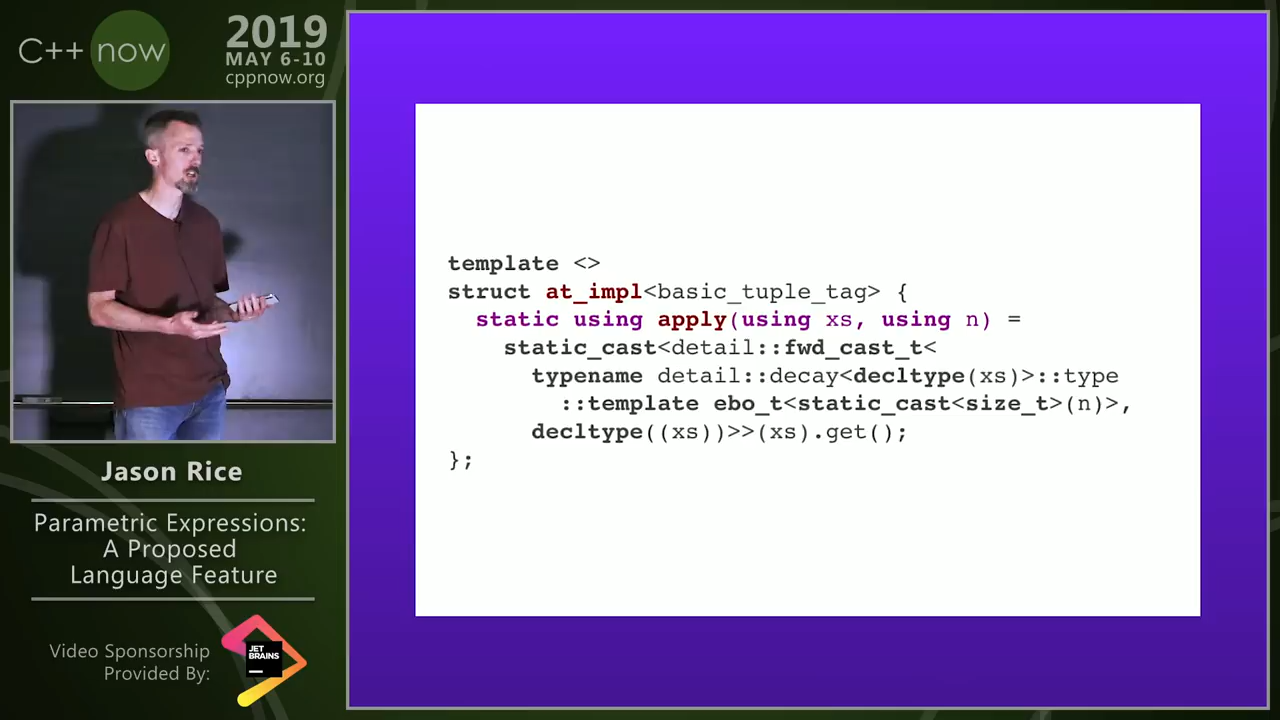 C++ now
2019
MAY 6-10
cppnow.org
template <>
struct at_impl<basic_tuple_tag> {
static using apply(using xs, using n) =
static_cast<detail::fwd_cast_t<
typename detail::decay<decltype(xs)>::type
::template ebo_t<static_cast<size_t>(n)>,
decltype((xs))>>(xs).get();
};
Jason Rice
Parametric Expressions:
A Proposed
Language Feature
Video Sponsorship
Provided By:
JET
BRAINS